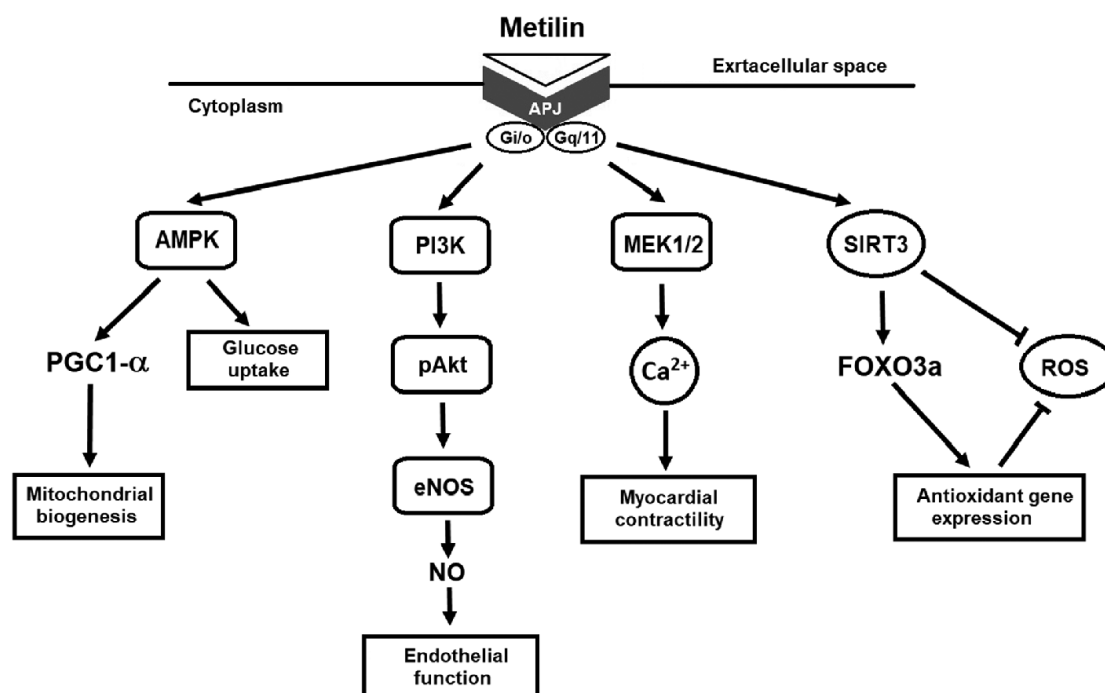 Metilin
Exrtacellular space
Cytoplasm
APJ
Gi/o
Gq/11
AMPK
PI3K
MEK1/2
SIRT3
PGC1-α
Glucose
uptake
pAkt
Ca²⁺
FOXO3a
ROS
Mitochondrial
biogenesis
eNOS
Myocardial
contractility
Antioxidant gene
expression
NO
Endothelial
function